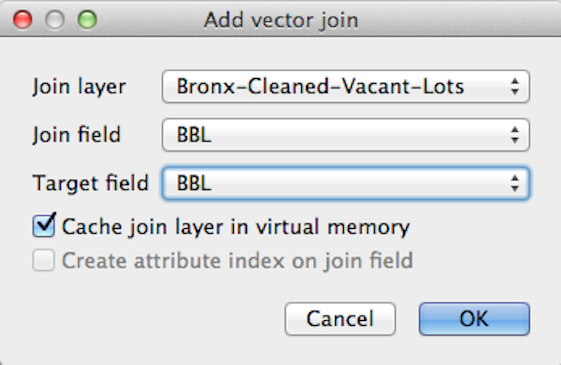 Add vector join
Join layer Bronx-Cleaned-Vacant-Lots
Join field BBL
Target field BBL
Cache join layer in virtual memory
Create attribute index on join field
Cancel OK